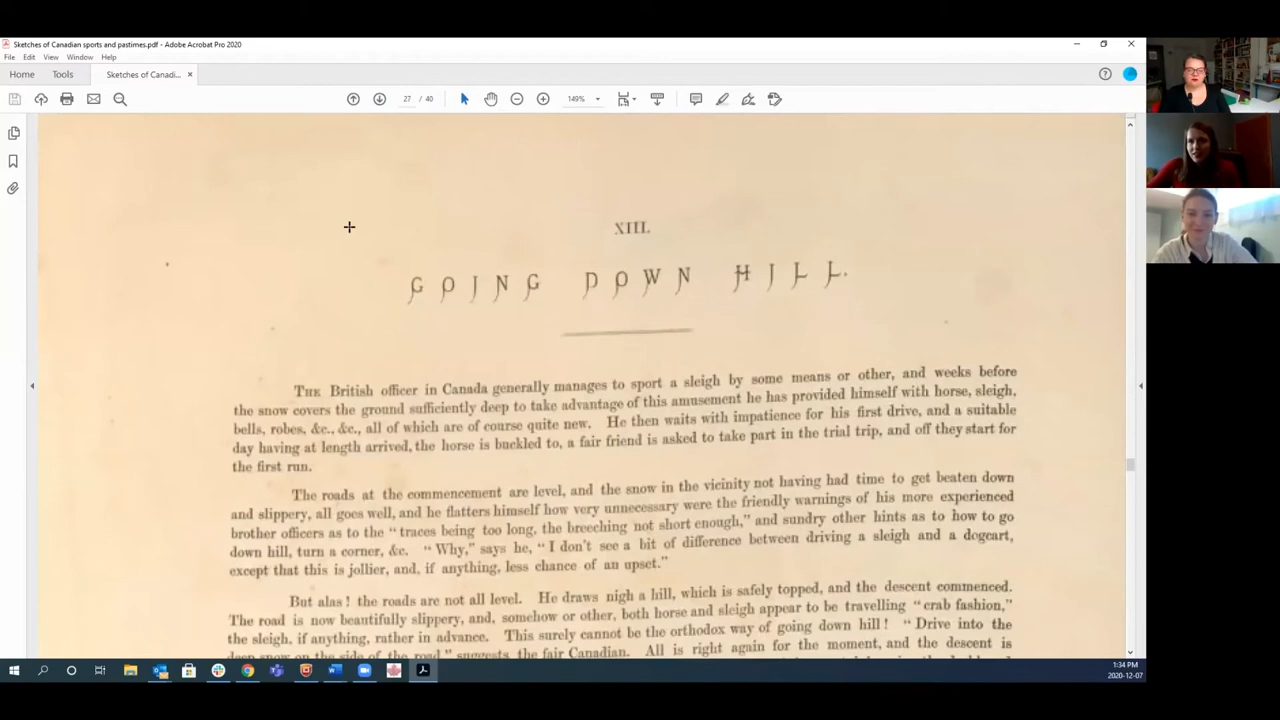 Sketches of Canadian sports and pastimes.pdf - Adobe Acrobat Pro 2020
File Edit View Window Help
Home Tools Sketches of Canadi...
27 / 40 149%
XIII.
GOING DOWN HILL.
THE British officer in Canada generally manages to sport a sleigh by some means or other, and weeks before
the snow covers the ground sufficiently deep to take advantage of this amusement he has provided himself with horse, sleigh,
bells, robes, &c., &c., all of which are of course quite new. He then waits with impatience for his first drive, and a suitable
day having at length arrived, the horse is buckled to, a fair friend is asked to take part in the trial trip, and off they start for
the first run.
The roads at the commencement are level, and the snow in the vicinity not having had time to get beaten down
and slippery, all goes well, and he flatters himself how very unnecessary were the friendly warnings of his more experienced
brother officers as to the “ traces being too long, the breeching not short enough,” and sundry other hints as to how to go
down hill, turn a corner, &c. “ Why,” says he, “ I don't see a bit of difference between driving a sleigh and a dogcart,
except that this is jollier, and, if anything, less chance of an upset.”
But alas ! the roads are not all level. He draws nigh a hill, which is safely topped, and the descent commenced.
The road is now beautifully slippery, and, somehow or other, both horse and sleigh appear to be travelling “ crab fashion,”
the sleigh, if anything, rather in advance. This surely cannot be the orthodox way of going down hill ! “ Drive into the
deep snow on the side of the road,” suggests the fair Canadian. All is right again for the moment, and the descent is
1:34 PM
2020-12-07